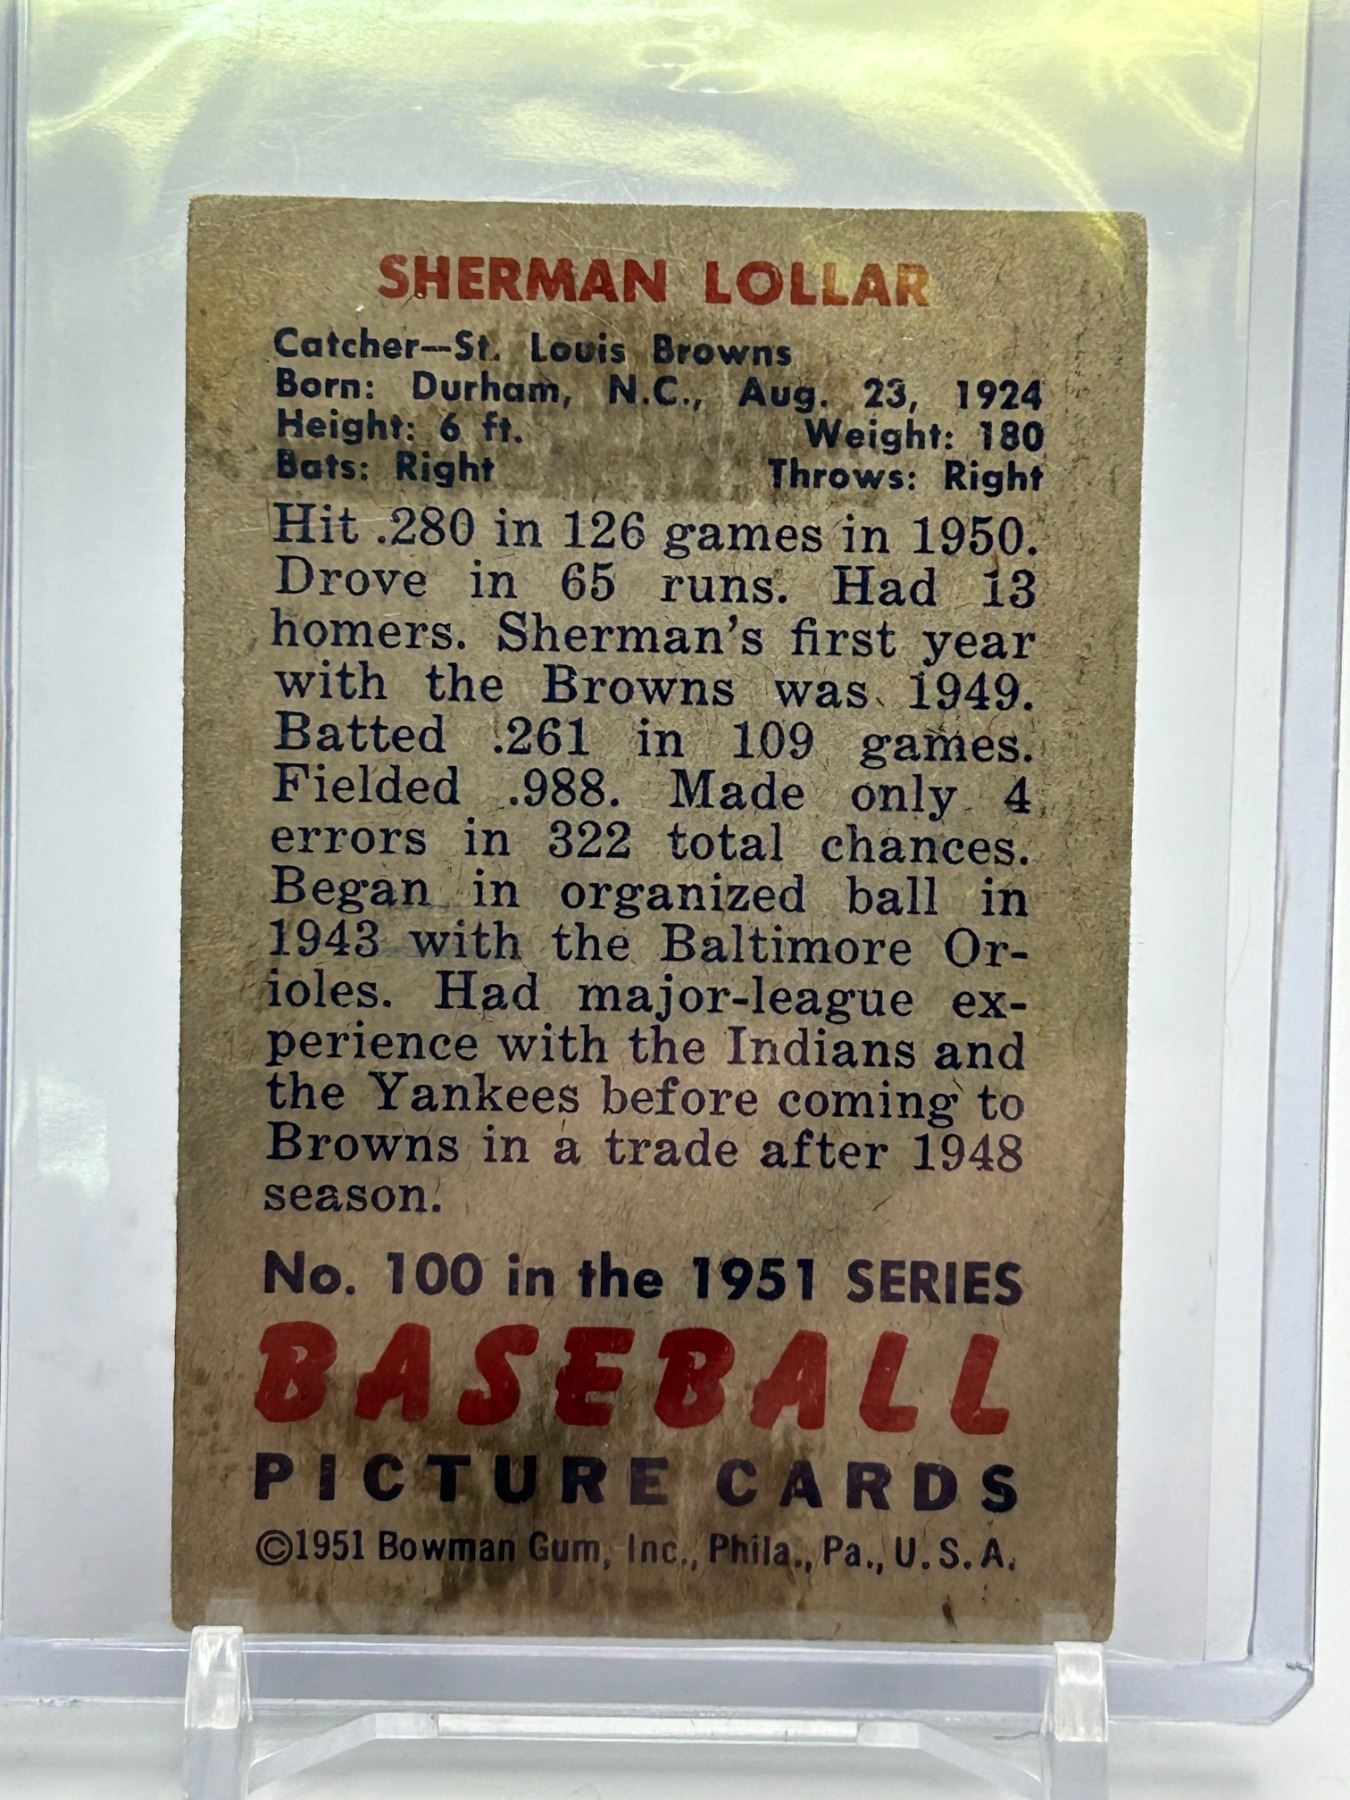 SHERMAN LOLLAR
Catcher—St. Louis Browns
Born: Durham, N.C., Aug. 23, 1924
Height: 6 ft. Weight: 180
Bats: Right Throws: Right
Hit .280 in 126 games in 1950.
Drove in 65 runs. Had 13
homers. Sherman's first year
with the Browns was 1949.
Batted .261 in 109 games.
Fielded .988. Made only 4
errors in 322 total chances.
Began in organized ball in
1943 with the Baltimore Or-
ioles. Had major-league ex-
perience with the Indians and
the Yankees before coming to
Browns in a trade after 1948
season.
No. 100 in the 1951 SERIES
BASEBALL
PICTURE CARDS
©1951 Bowman Gum, Inc., Phila., Pa., U.S.A.